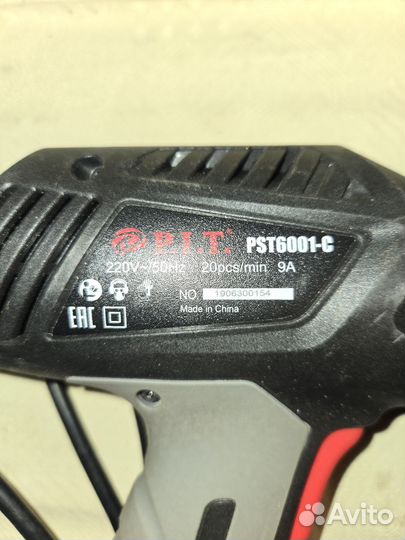 P.I.T. PST6001-C
220V~/50Hz 20pcs/min 9A
NO 1906300154
Made in China
EAC
Avito